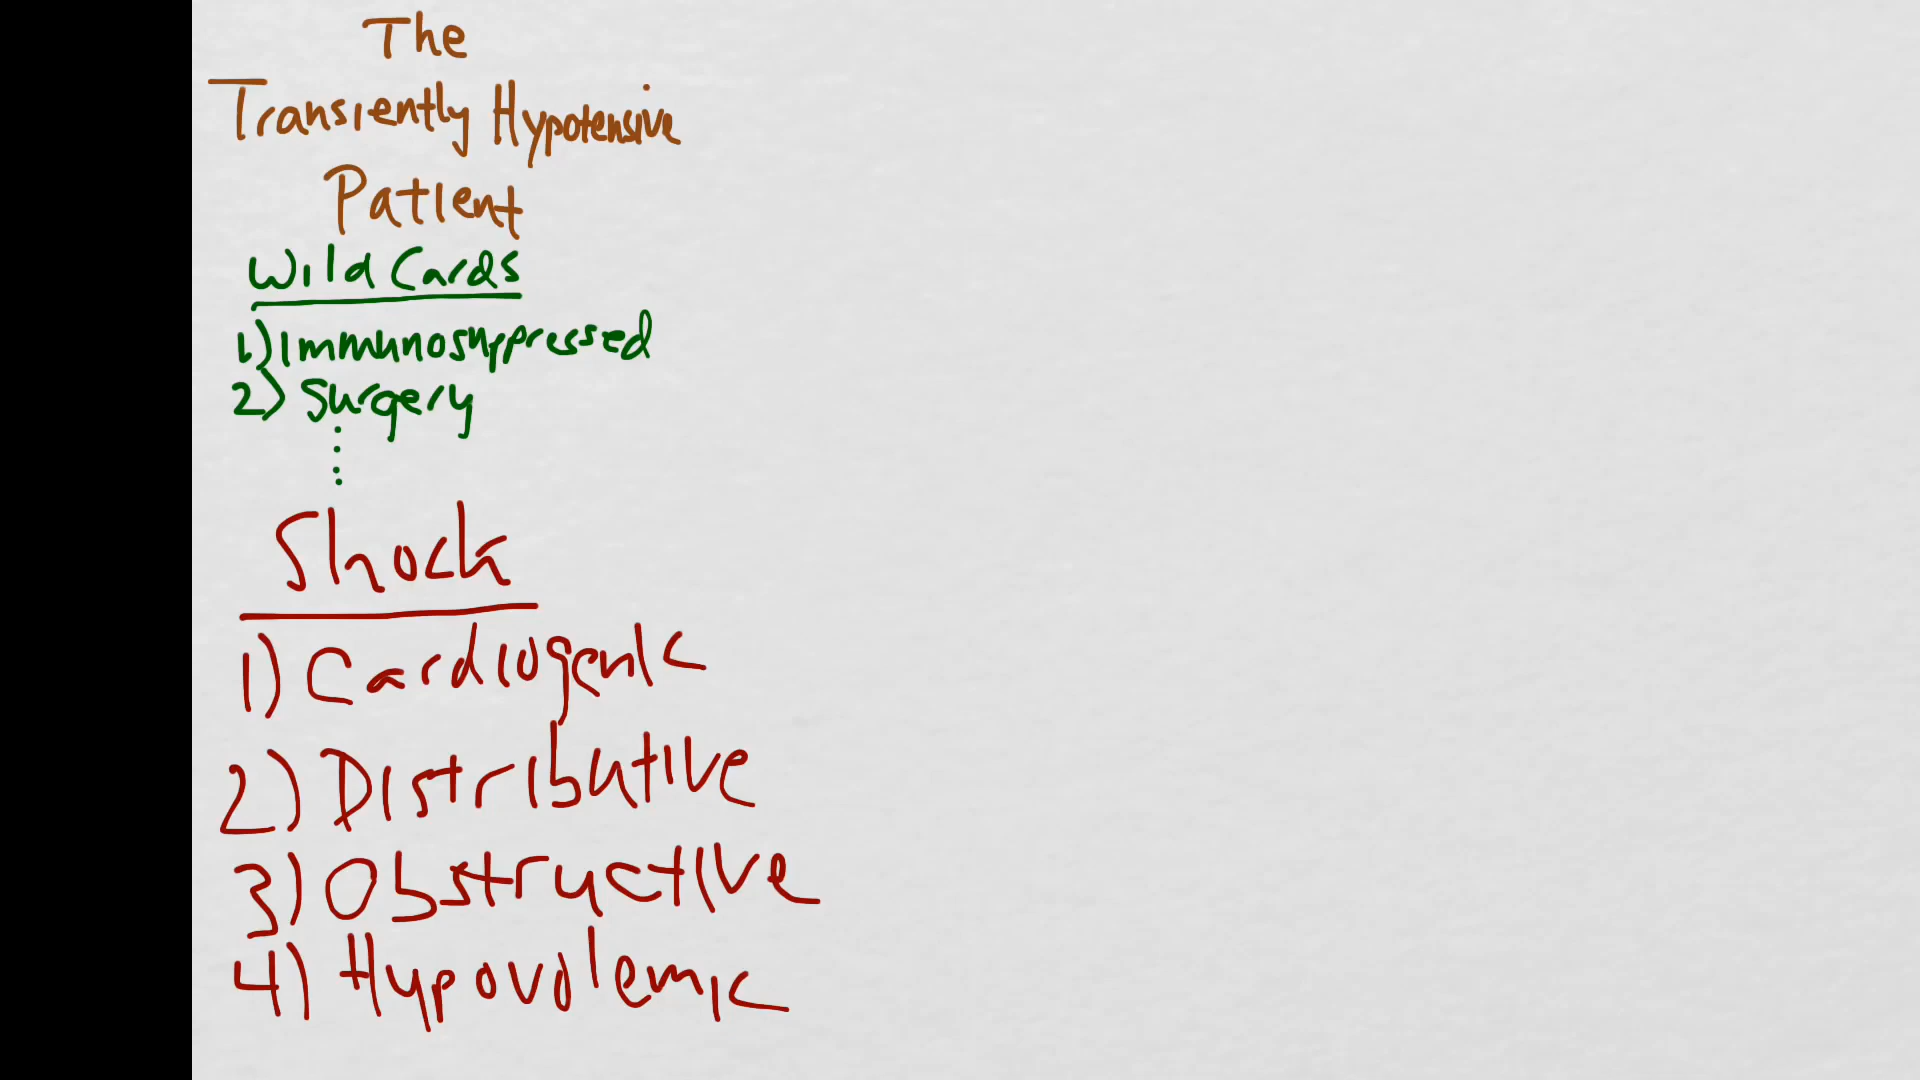 The
Transiently Hypotensive
Patient
Wild Cards
1.) Immunosuppressed
2) Surgery
Shock
1) Cardiogenic
2) Distributive
3) Obstructive
4) Hypovolemic